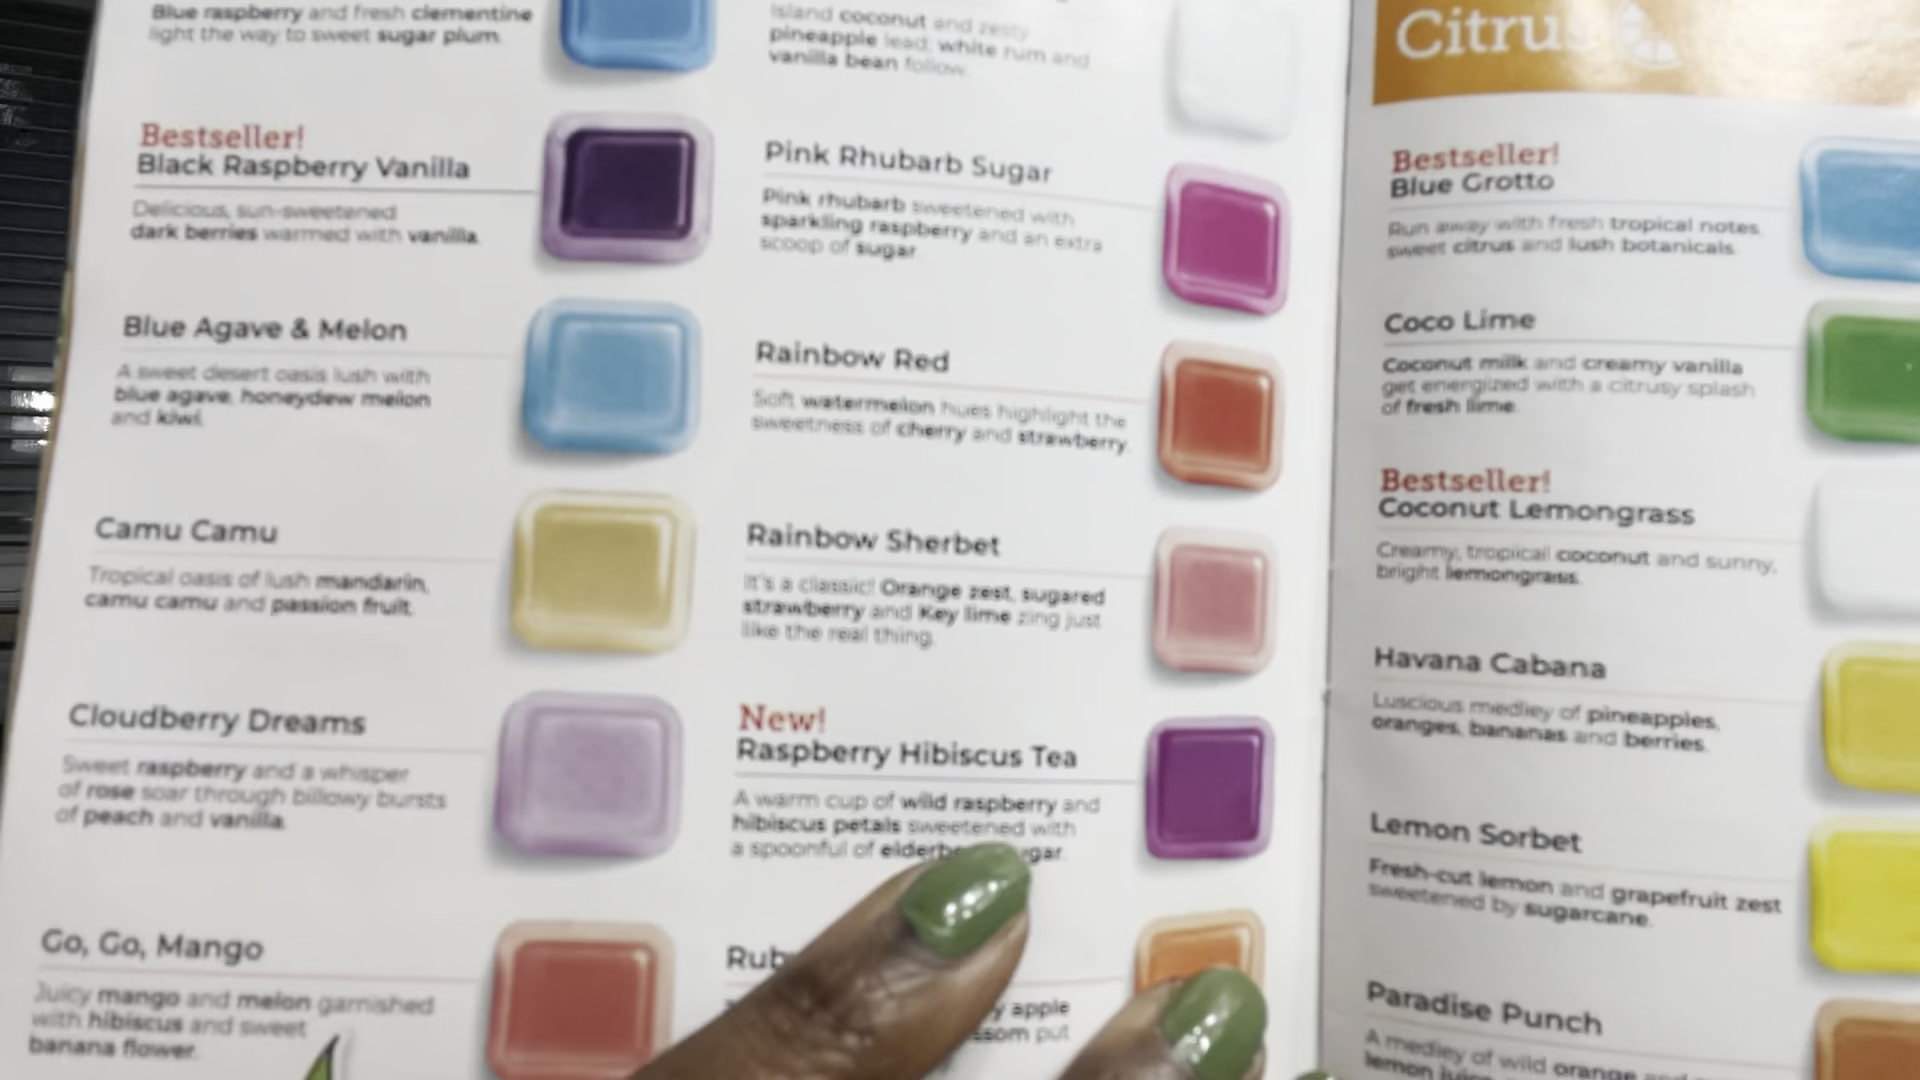 Blue raspberry and fresh clementine
light the way to sweet sugar plum.
Bestseller!
Black Raspberry Vanilla
Delicious, sun-sweetened
dark berries warmed with vanilla.
Blue Agave & Melon
A sweet desert oasis lush with
blue agave, honeydew melon
and kiwi.
Camu Camu
Tropical oasis of lush mandarin,
camu camu and passion fruit.
Cloudberry Dreams
Sweet raspberry and a whisper
of rose soar through billowy bursts
of peach and vanilla.
Go, Go, Mango
Juicy mango and melon garnished
with hibiscus and sweet
banana flower.
Island coconut and zesty
pineapple lead; white rum and
vanilla bean follow.
Pink Rhubarb Sugar
Pink rhubarb sweetened with
sparkling raspberry and an extra
scoop of sugar.
Rainbow Red
Soft watermelon hues highlight the
sweetness of cherry and strawberry.
Rainbow Sherbet
It's a classic! Orange zest, sugared
strawberry and Key lime zing just
like the real thing.
New!
Raspberry Hibiscus Tea
A warm cup of wild raspberry and
hibiscus petals sweetened with
a spoonful of
apple
put
Citrus
Bestseller!
Blue Grotto
Run away with fresh tropical notes,
sweet citrus and lush botanicals.
Coco Lime
Coconut milk and creamy vanilla
get energized with a citrusy splash
of fresh lime.
Bestseller!
Coconut Lemongrass
Creamy, tropical coconut and sunny,
bright lemongrass.
Havana Cabana
Luscious medley of pineapples,
oranges, bananas and berries.
Lemon Sorbet
Fresh-cut lemon and grapefruit zest
sweetened by sugarcane.
Paradise Punch
A medley of wild orange and
lemon juice